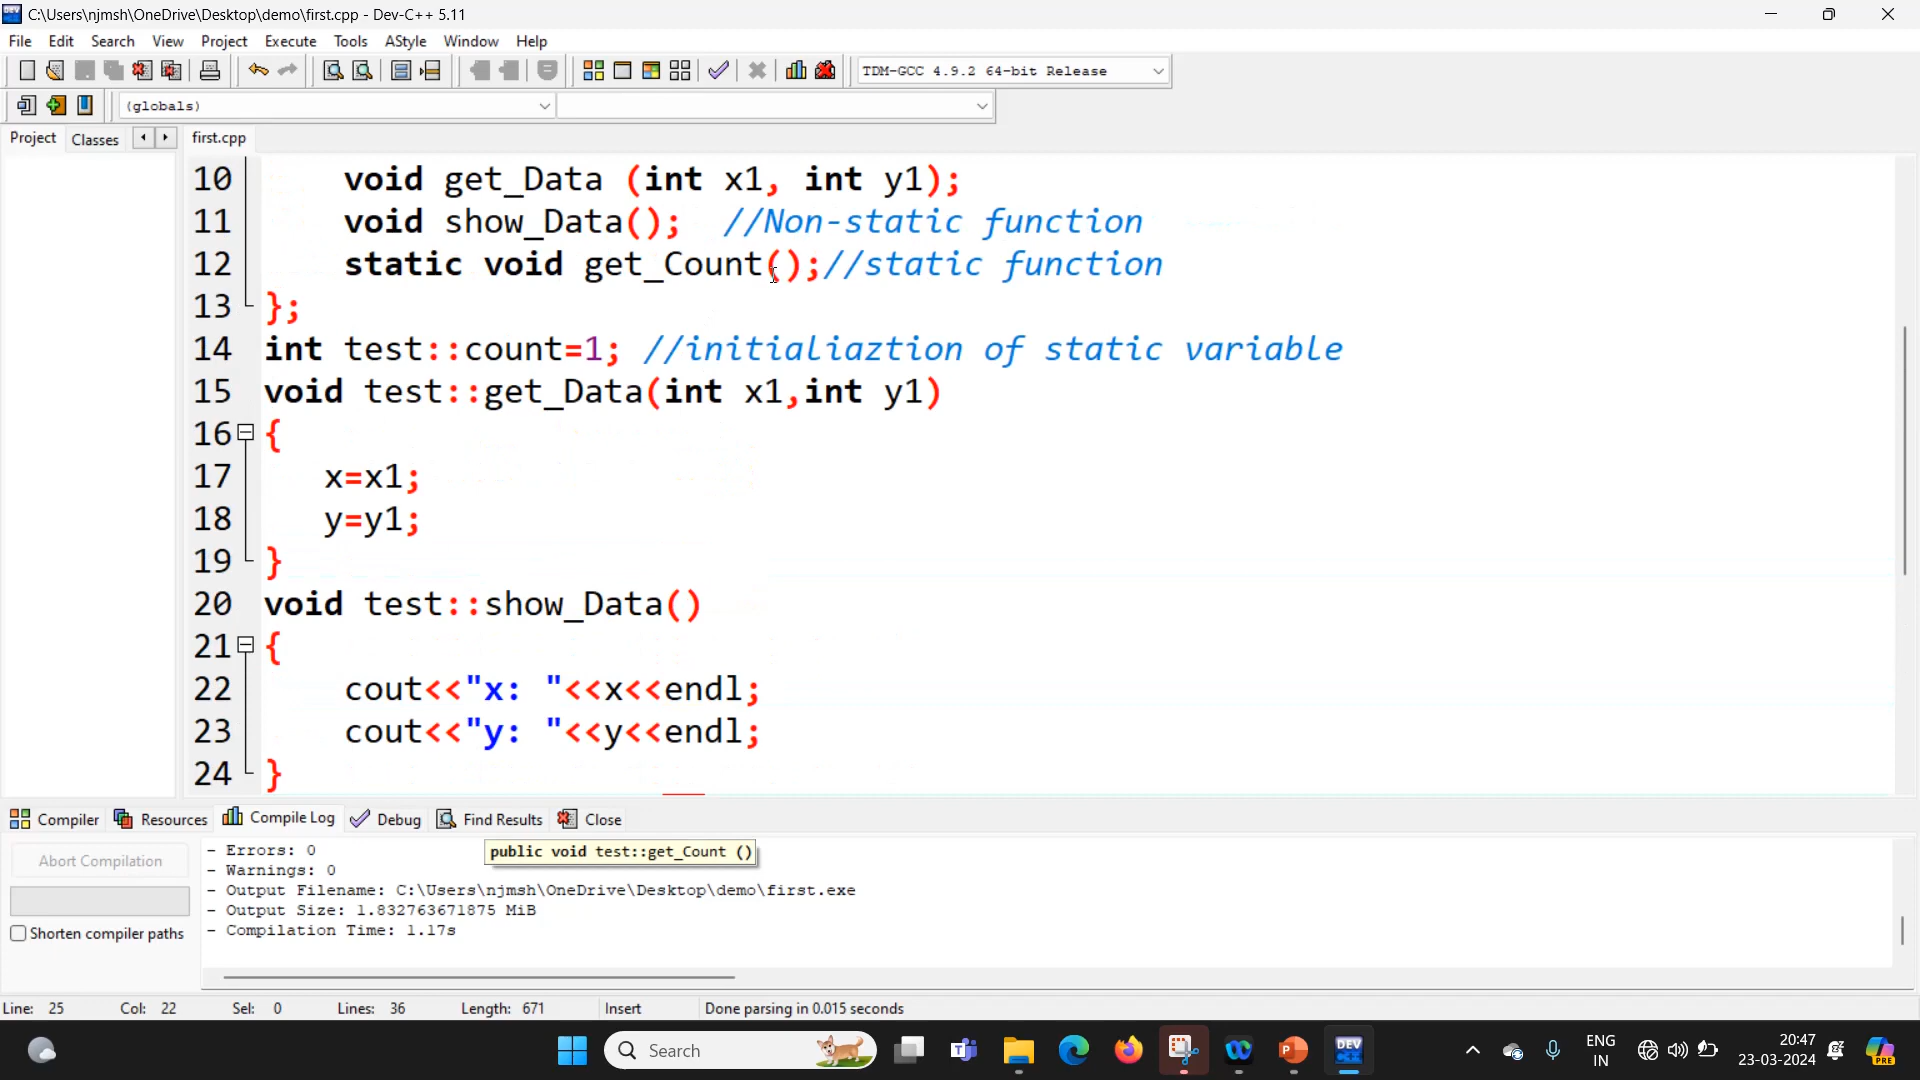 C:\Users\njmsh\OneDrive\Desktop\demo\first.cpp - Dev-C++ 5.11
File Edit Search View Project Execute Tools AStyle Window Help
TDM-GCC 4.9.2 64-bit Release
(globals)
Project Classes first.cpp
10 void get_Data (int x1, int y1);
11 void show_Data(); //Non-static function
12 static void get_Count();//static function
13 };
14 int test::count=1; //initialiaztion of static variable
15 void test::get_Data(int x1,int y1)
16 {
17 x=x1;
18 y=y1;
19 }
20 void test::show_Data()
21 {
22 cout<<"x: "<<x<<endl;
23 cout<<"y: "<<y<<endl;
24 }
Compiler Resources Compile Log Debug Find Results Close
Abort Compilation
Shorten compiler paths
- Errors: 0
- Warnings: 0
- Output Filename: C:\Users\njmsh\OneDrive\Desktop\demo\first.exe
- Output Size: 1.832763671875 MiB
- Compilation Time: 1.17s
public void test::get_Count ()
Line: 25 Col: 22 Sel: 0 Lines: 36 Length: 671 Insert Done parsing in 0.015 seconds
Search
DEV
ENG
IN
20:47
23-03-2024
PRE